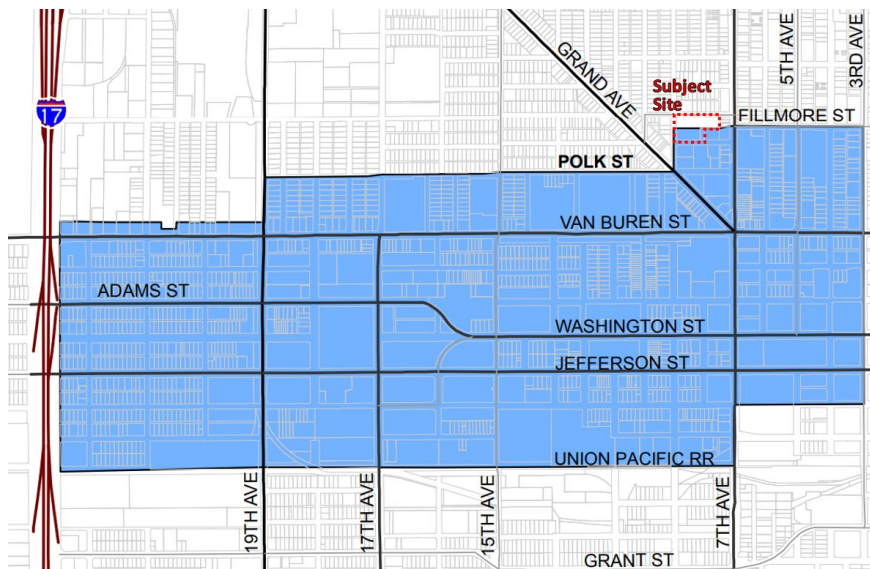 GRAND AVE
5TH AVE
3RD AVE
Subject
Site
17
FILLMORE ST
POLK ST
VAN BUREN ST
ADAMS ST
WASHINGTON ST
JEFFERSON ST
UNION PACIFIC RR
19TH AVE
17TH AVE
15TH AVE
7TH AVE
GRANT ST